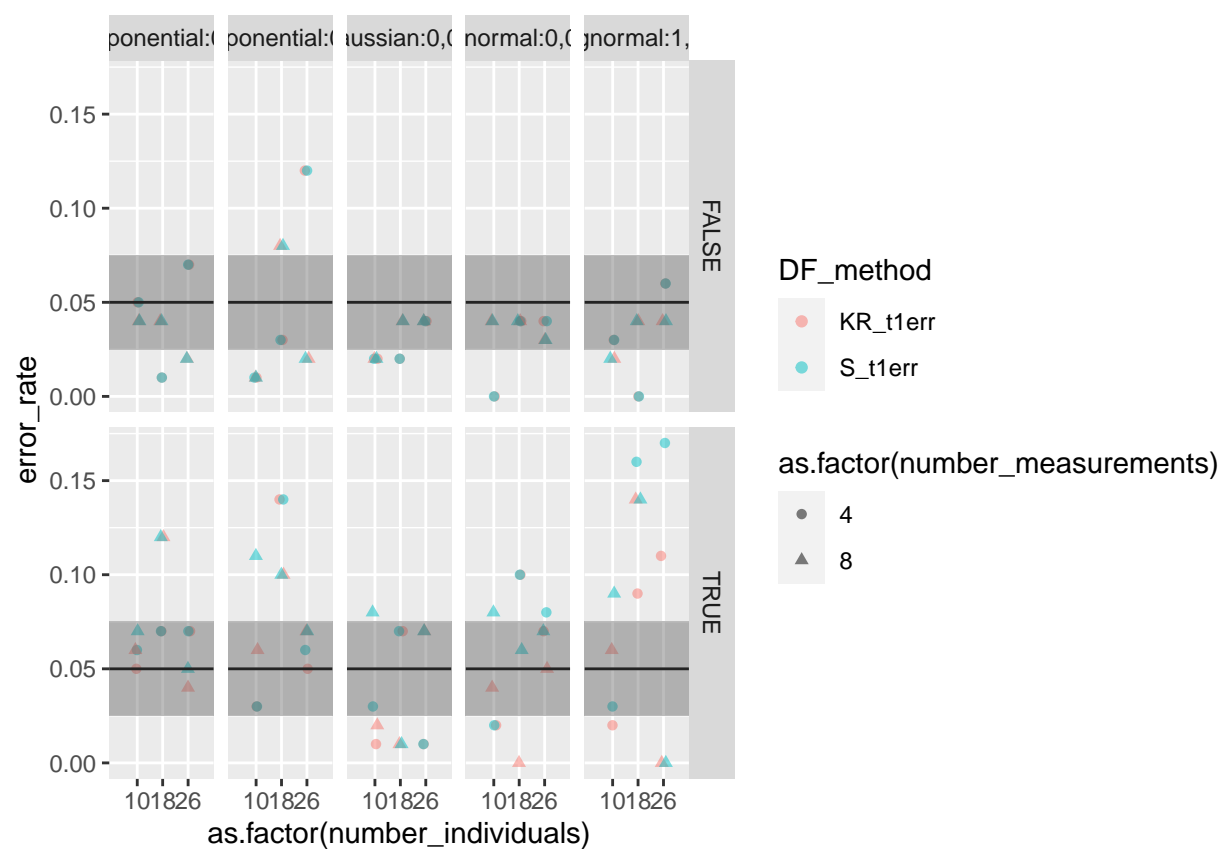 ponential:0
ponential:0
aussian:0,0
normal:0,0
gnormal:1,
0.15
0.10
0.05
0.00
FALSE
0.15
0.10
0.05
0.00
TRUE
error_rate
101826
101826
101826
101826
101826
as.factor(number_individuals)
DF_method
KR_t1err
S_t1err
as.factor(number_measurements)
4
8